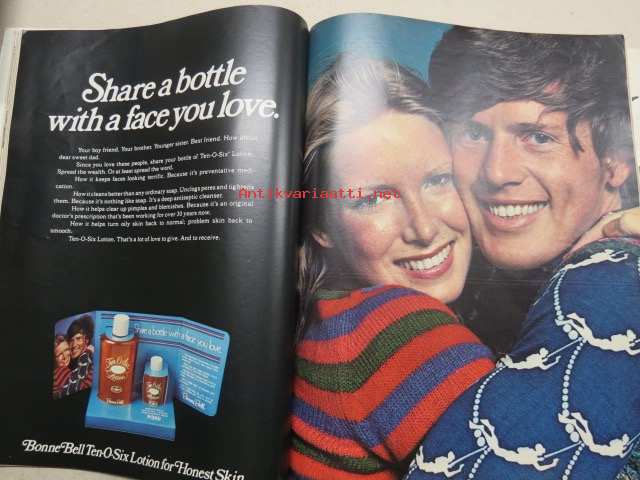 Share a bottle
with a face you love.
Your boy friend. Your brother. Younger sister. Best friend. How about
dear sweet dad.
Since you love these people, share your bottle of Ten-O-Six® Lotion.
Spread the wealth. Or at least spread the word.
How it keeps faces looking terrific. Because it's preventative medi-
cation.
How it cleans better than any ordinary soap. Unclogs pores and tightens
them. Because it's nothing like soap. It's a deep antiseptic cleanser.
How it helps clear up pimples and blemishes. Because it's an original
doctor's prescription that's been working for over 30 years now.
How it helps turn oily skin back to normal; problem skin back to
smooth.
Ten-O-Six Lotion. That's a lot of love to give. And to receive.
Antikvariaatti.net
Share a bottle with a face you love.
Ten-O-Six
Lotion
Bonne Bell
Bonne Bell Ten-O-Six Lotion for Honest Skin